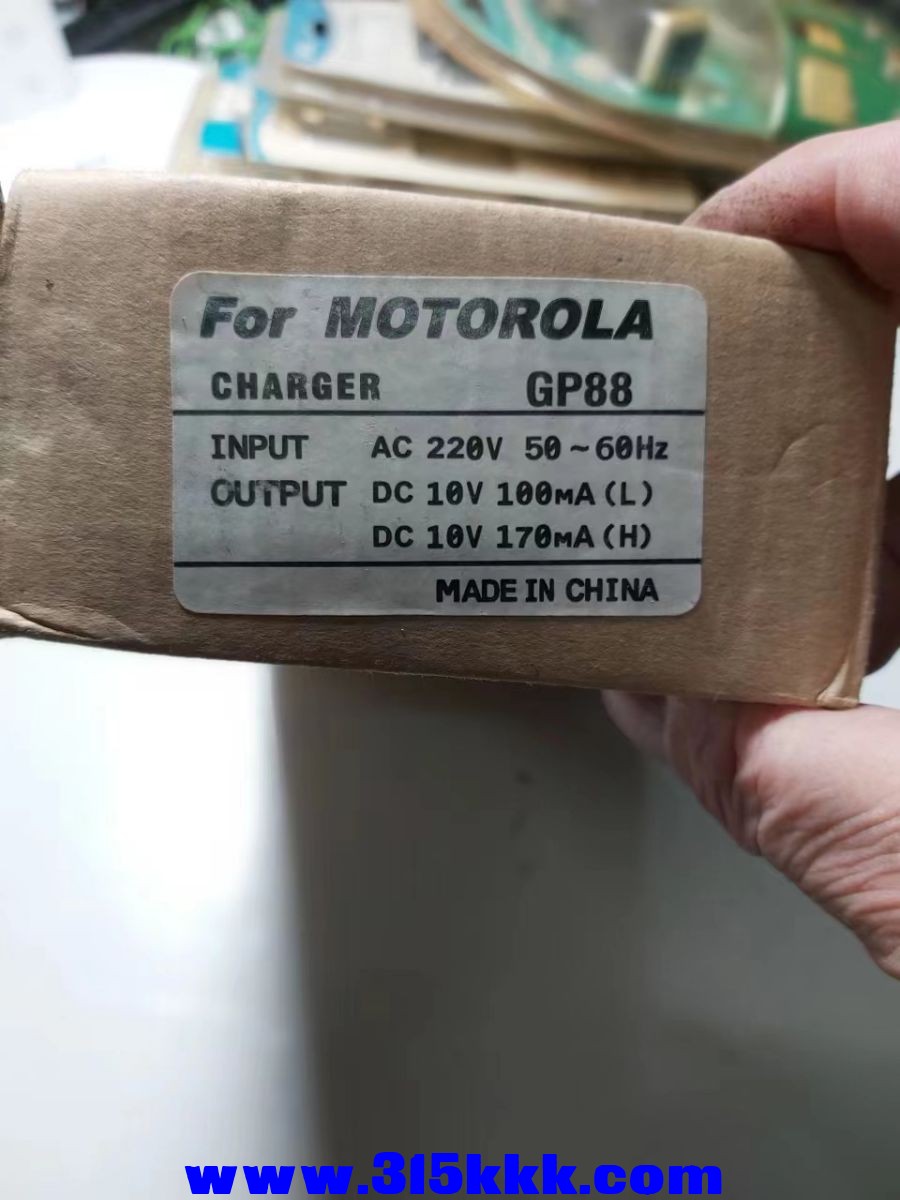 For MOTOROLA
CHARGER GP88
INPUT AC 220V 50~60Hz
OUTPUT DC 10V 100mA(L)
DC 10V 170mA(H)
MADE IN CHINA
www.315kkk.com